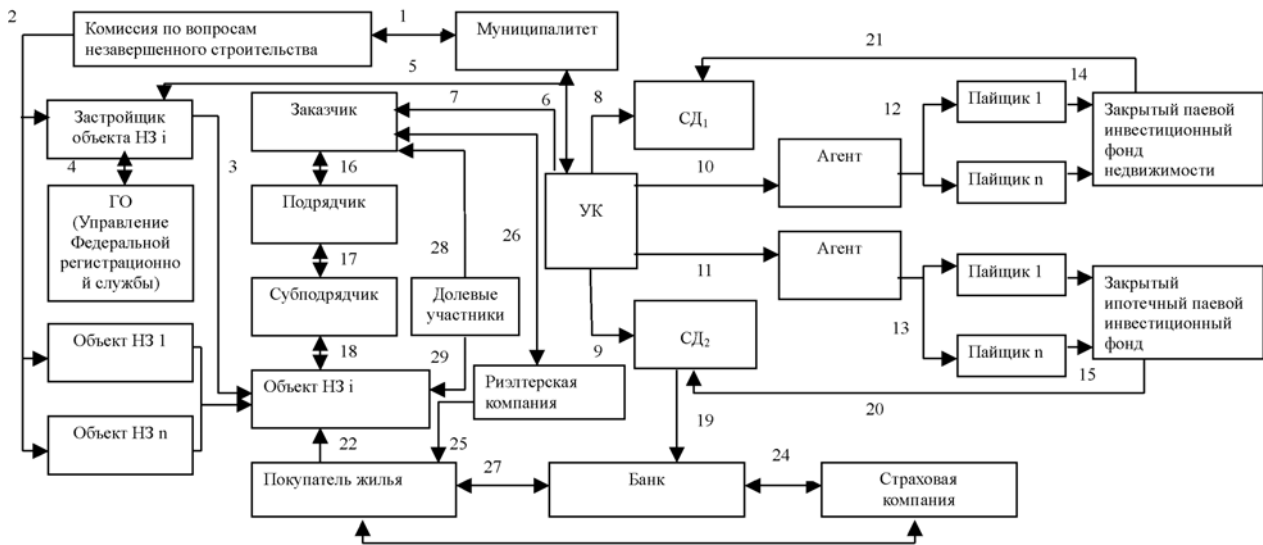 2
Комиссия по вопросам
незавершенного строительства
1
Муниципалитет
21
5
7
6
8
12
14
Застройщик
объекта НЗ i
Заказчик
СД₁
Пайщик 1
Закрытый паевой
инвестиционный
фонд
недвижимости
4
3
16
10
Агент
Пайщик n
ГО
(Управление
Федеральной
регистрационно
й службы)
Подрядчик
УК
28
26
17
11
Агент
Пайщик 1
Субподрядчик
Долевые
участники
Закрытый
ипотечный паевой
инвестиционный
фонд
Объект НЗ 1
18
29
9
СД₂
13
Пайщик n
15
Объект НЗ i
Риэлтерская
компания
20
Объект НЗ n
22
25
19
Покупатель жилья
27
Банк
24
Страховая
компания